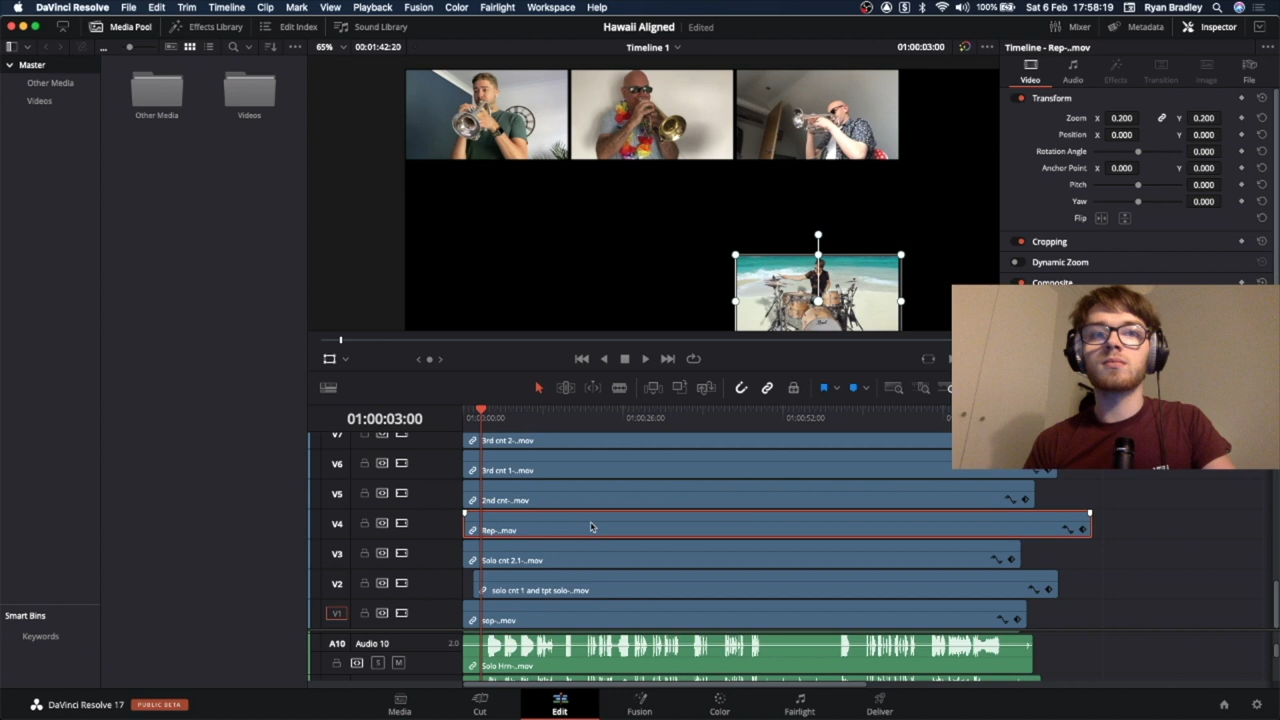 DaVinci Resolve File Edit Trim Timeline Clip Mark View Playback Fusion Color Fairlight Workspace Help 100% Sat 6 Feb 17:58:19 Ryan Bradley
Media Pool Effects Library Edit Index Sound Library Hawaii Aligned Edited Mixer Metadata Inspector
65% 00:01:42:20 Timeline 1 01:00:03:00 Timeline - Rep-..mov
Master
Other Media
Videos
Other Media Videos
Video Audio Effects Transition Image File
Transform
Zoom X 0.200 Y 0.200
Position X 0.000 Y 0.000
Rotation Angle 0.000
Anchor Point X 0.000 Y 0.000
Pitch 0.000
Yaw 0.000
Flip
Cropping
Dynamic Zoom
Composite
01:00:03:00 01:00:00:00 01:00:26:00 01:00:52:00
V7 3rd cnt 2-..mov
V6 3rd cnt 1-..mov
V5 2nd cnt-..mov
V4 Rep-..mov
V3 Solo cnt 2.1-..mov
V2 solo cnt 1 and tpt solo-..mov
V1 sop-..mov
A10 Audio 10 2.0
S M
Solo Hrn-..mov
Smart Bins
Keywords
DaVinci Resolve 17 PUBLIC BETA Media Cut Edit Fusion Color Fairlight Deliver